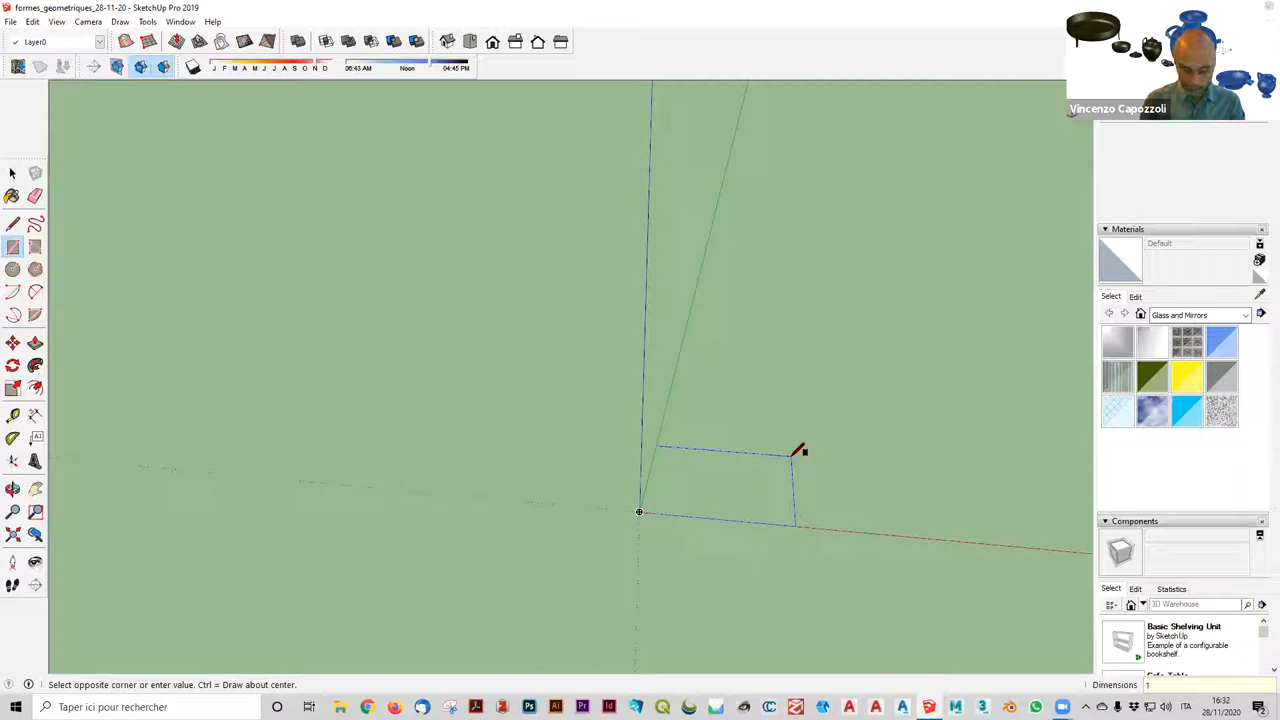 formes_geometriques_28-11-20 - SketchUp Pro 2019
File Edit View Camera Draw Tools Window Help
Layer0
J F M A M J J A S O N D
06:43 AM Noon 04:45 PM
Vincenzo Capozzoli
Materials
Default
Select Edit
Glass and Mirrors
Components
Select Edit Statistics
3D Warehouse
Basic Shelving Unit
by SketchUp
Example of a configurable
bookshelf.
Select opposite corner or enter value. Ctrl = Draw about center.
Dimensions 1
Taper ici pour rechercher
ITA
16:32
28/11/2020